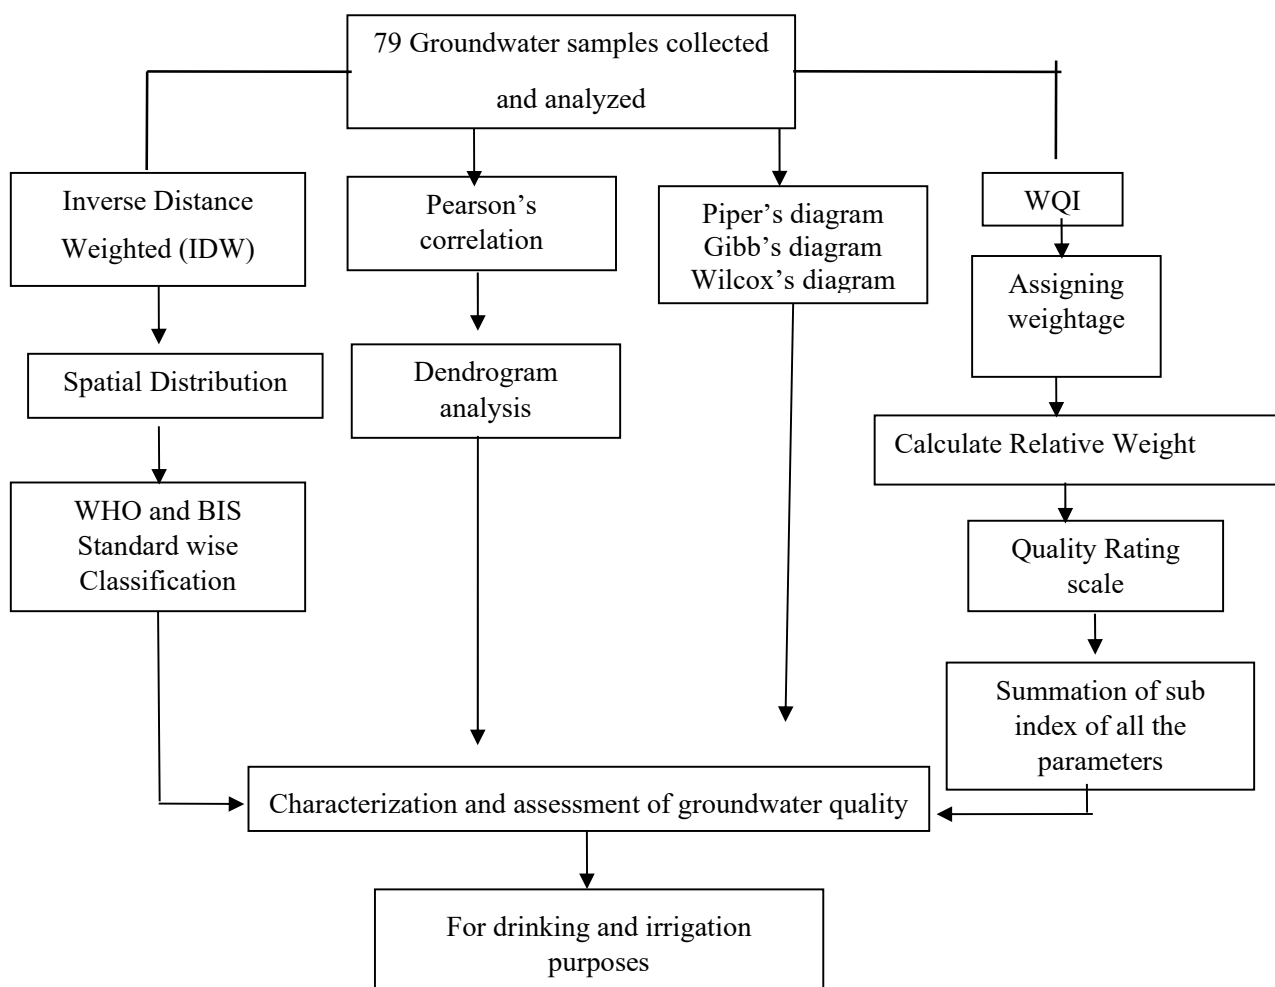 79 Groundwater samples collected
and analyzed
Inverse Distance
Weighted (IDW)
Pearson’s
correlation
Piper’s diagram
Gibb’s diagram
Wilcox’s diagram
WQI
Assigning
weightage
Spatial Distribution
Dendrogram
analysis
Calculate Relative Weight
WHO and BIS
Standard wise
Classification
Quality Rating
scale
Summation of sub
index of all the
parameters
Characterization and assessment of groundwater quality
For drinking and irrigation
purposes